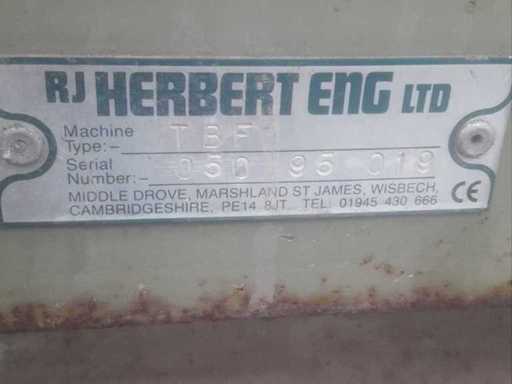 RJ HERBERT ENG LTD
Machine
Type:- TBF
Serial
Number:- 050 95 019
MIDDLE DROVE, MARSHLAND ST JAMES, WISBECH,
CAMBRIDGESHIRE, PE14 8JT. TEL: 01945 430 666
CE